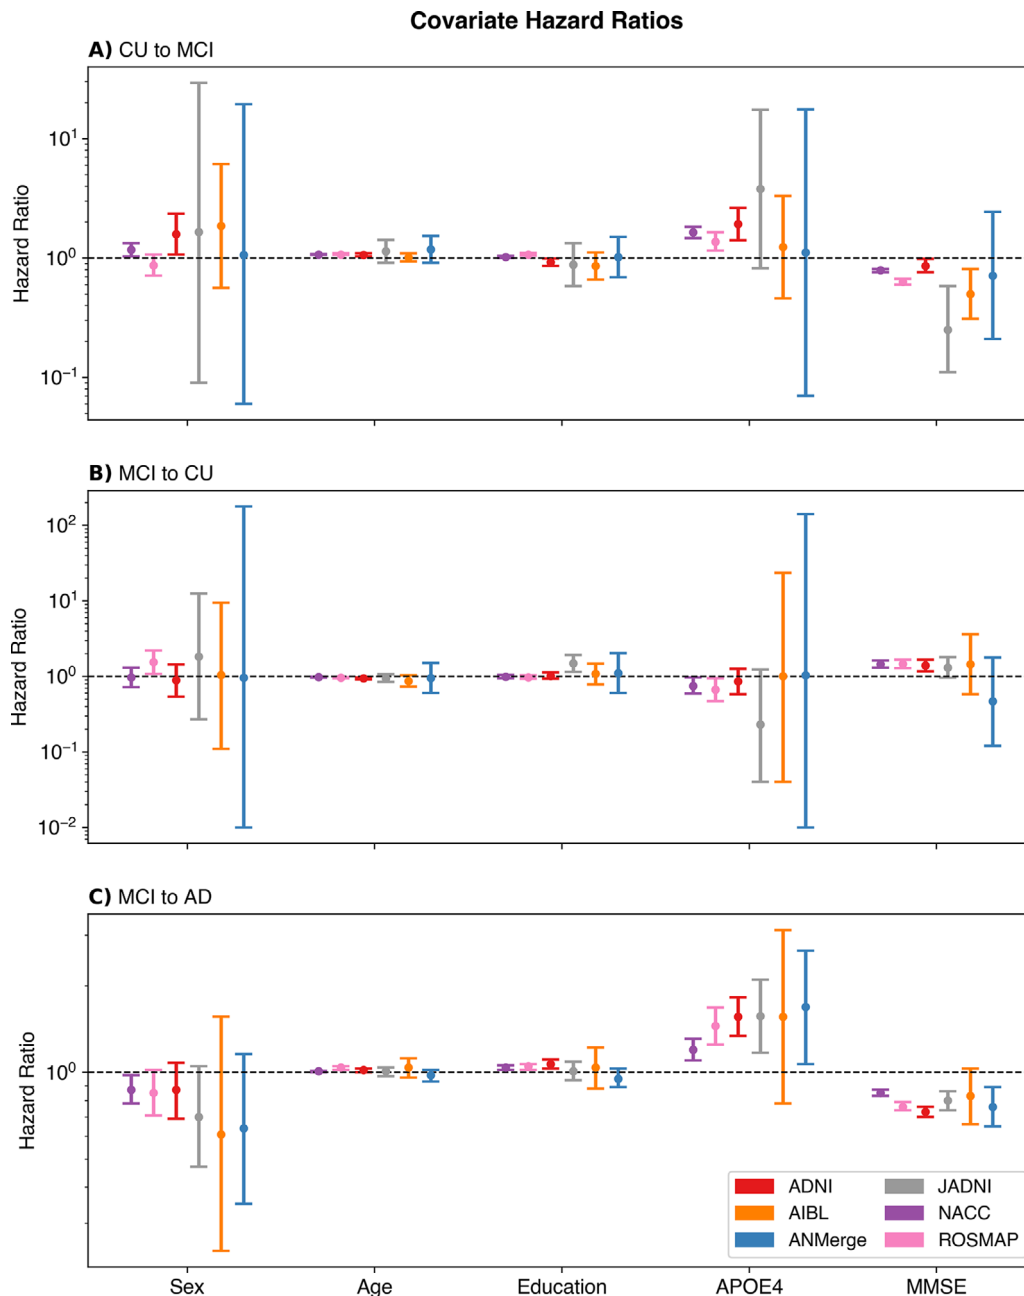 Covariate Hazard Ratios
A) CU to MCI
Hazard Ratio
10¹
10⁰
10⁻¹
B) MCI to CU
Hazard Ratio
10²
10¹
10⁰
10⁻¹
10⁻²
C) MCI to AD
Hazard Ratio
10⁰
ADNI JADNI
AIBL NACC
ANMerge ROSMAP
Sex Age Education APOE4 MMSE